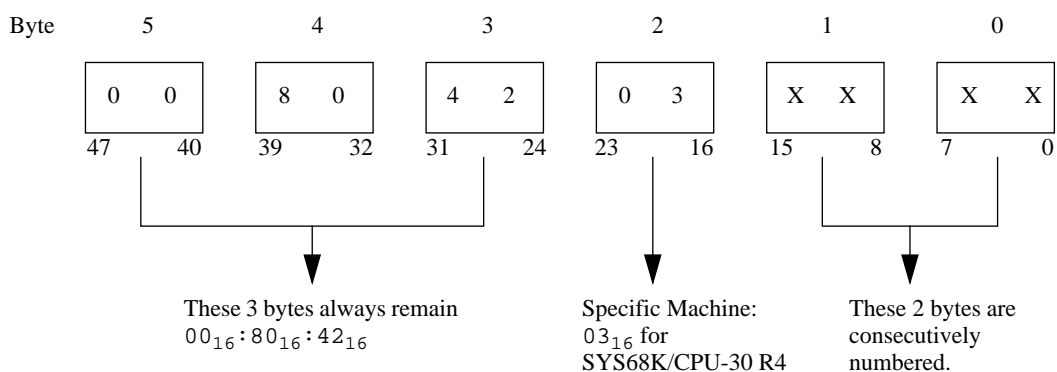 Byte 5 4 3 2 1 0
0 0 8 0 4 2 0 3 X X X X
47 40 39 32 31 24 23 16 15 8 7 0
These 3 bytes always remain
00₁₆:80₁₆:42₁₆
Specific Machine:
03₁₆ for
SYS68K/CPU-30 R4
These 2 bytes are
consecutively
numbered.